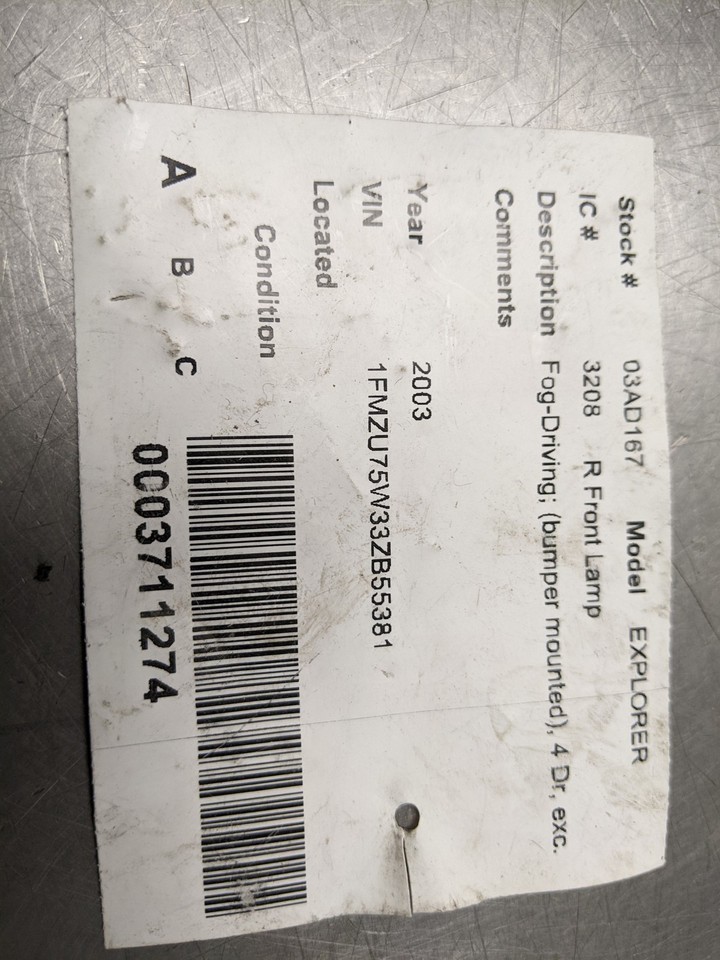 Stock # 03AD167 Model EXPLORER
IC # 3208 R Front Lamp
Description Fog-Driving; (bumper mounted), 4 Dr, exc.
Comments
Year 2003
VIN 1FMZU75W33ZB55381
Located
Condition
A B C
0003711274